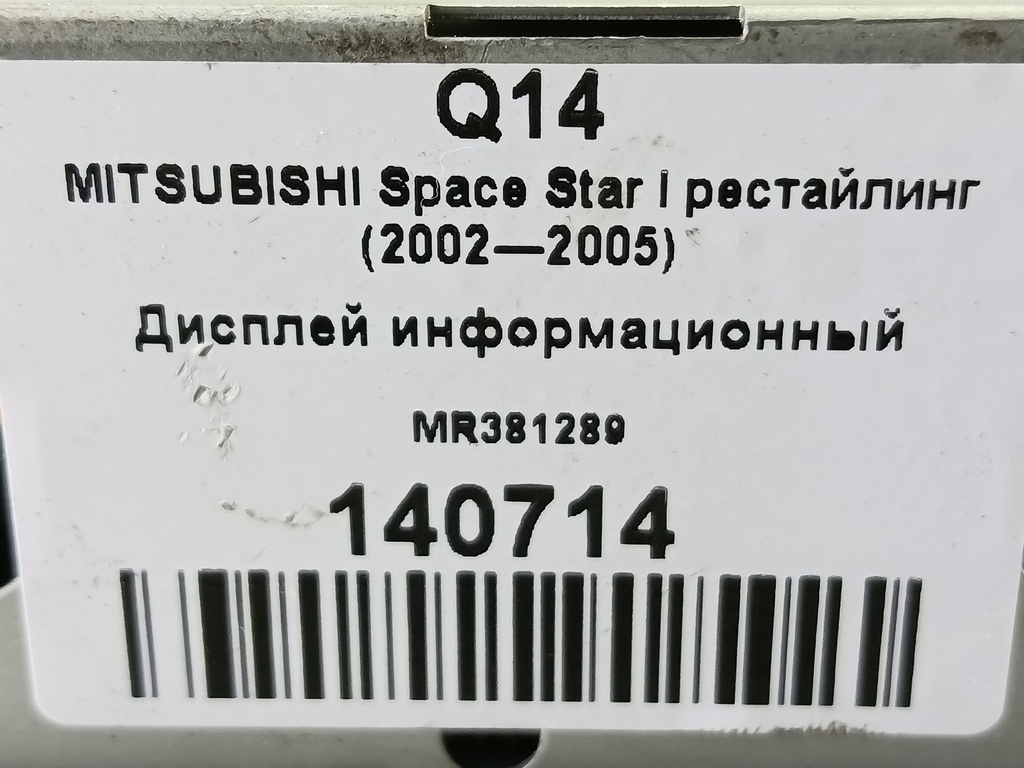 Q14
MITSUBISHI Space Star I рестайлинг
(2002—2005)
Дисплей информационный
MR381289
140714